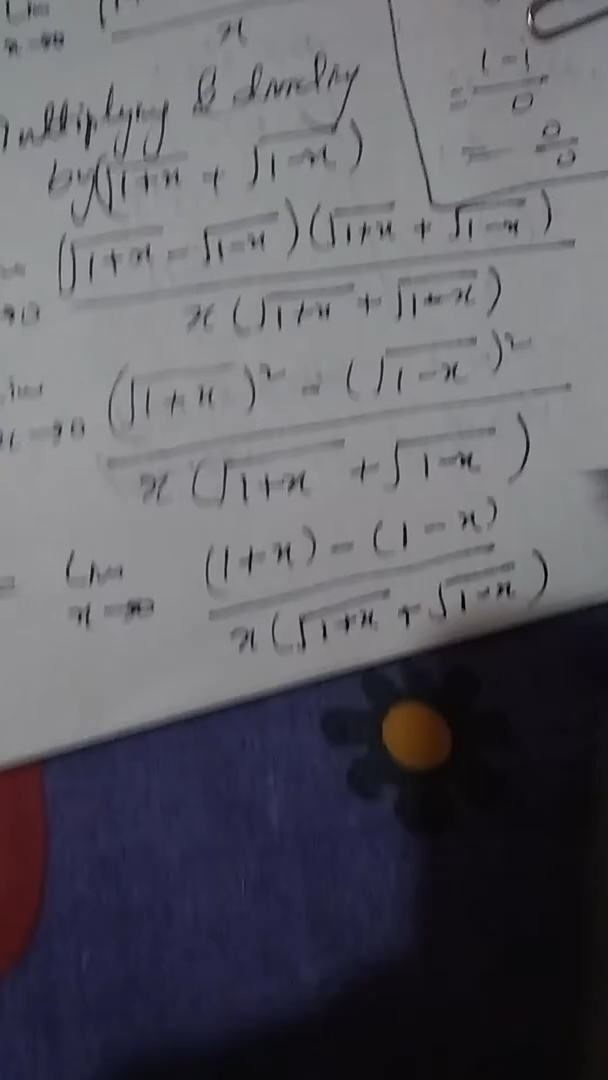 Lim
x→0
x
= 1-1 / 0
= 0/0
Multiplying & dividing
by (√1+x + √1-x)
(√1+x - √1-x)(√1+x + √1-x)
x(√1+x + √1-x)
(√1+x)² - (√1-x)²
x→0
x(√1+x + √1-x)
= Lim (1+x) - (1-x)
x→0 x(√1+x + √1-x)